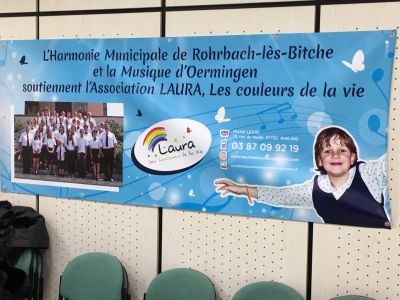 L'Harmonie Municipale de Rohrbach-lès-Bitche
et la Musique d'Oermingen
soutiennent l'Association LAURA, Les couleurs de la vie
Laura
Les Couleurs de la Vie
Michel
03 87 09 92 19